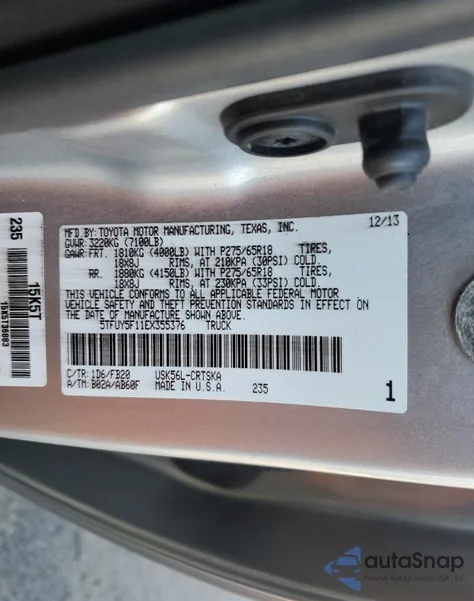 MFD.BY:TOYOTA MOTOR MANUFACTURING, TEXAS, INC. 12/13
GVWR:3220KG (7100LB)
GAWR:FRT. 1810KG (4000LB) WITH P275/65R18 TIRES,
18X8J RIMS, AT 210KPA (30PSI) COLD.
RR. 1880KG (4150LB) WITH P275/65R18 TIRES,
18X8J RIMS, AT 230KPA (33PSI) COLD.
THIS VEHICLE CONFORMS TO ALL APPLICABLE FEDERAL MOTOR
VEHICLE SAFETY AND THEFT PREVENTION STANDARDS IN EFFECT ON
THE DATE OF MANUFACTURE SHOWN ABOVE.
5TFUY5F11EX355376 TRUCK
C/TR:1D6/FB20 USK56L-CRTSKA
A/TM:B02A/AB60F MADE IN U.S.A. 235 1
235
15K5T
autoSnap